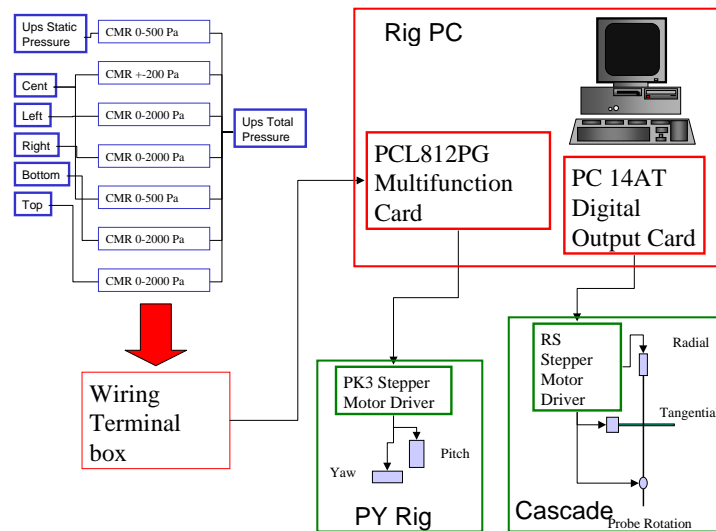 Ups Static
Pressure
Cent
Left
Right
Bottom
Top
CMR 0-500 Pa
CMR +-200 Pa
CMR 0-2000 Pa
CMR 0-2000 Pa
CMR 0-500 Pa
CMR 0-2000 Pa
CMR 0-2000 Pa
Ups Total
Pressure
Wiring
Terminal
box
Rig PC
PCL812PG
Multifunction
Card
PC 14AT
Digital
Output Card
PK3 Stepper
Motor Driver
Yaw
Pitch
PY Rig
RS
Stepper
Motor
Driver
Radial
Tangential
Cascade
Probe Rotation